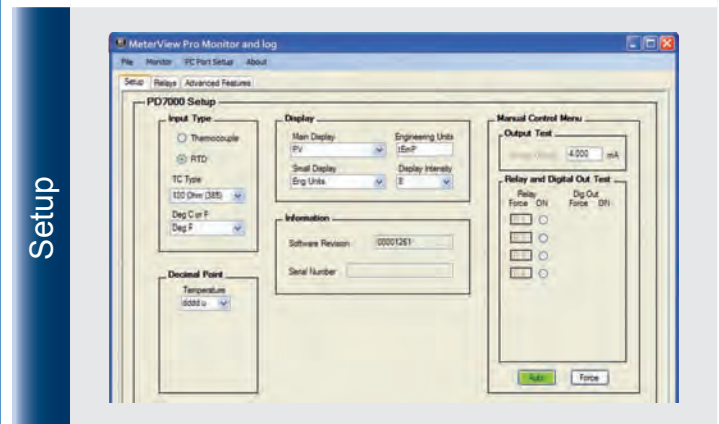 Setup
MeterView Pro Monitor and log
File Monitor PC Port Setup About
Setup Relays Advanced Features
PD7000 Setup
Input Type
Thermocouple
RTD
TC Type
100 Ohm (385)
Deg C or F
Deg F
Decimal Point
Temperature
dddd u
Display
Main Display Engineering Units
PV tEmP
Small Display Display Intensity
Eng Units 8
Information
Software Revision 00001261
Serial Number
Manual Control Menu
Output Test
4.000 mA
Relay and Digital Out Test
Relay Dig Out
Force ON Force ON
Auto Force